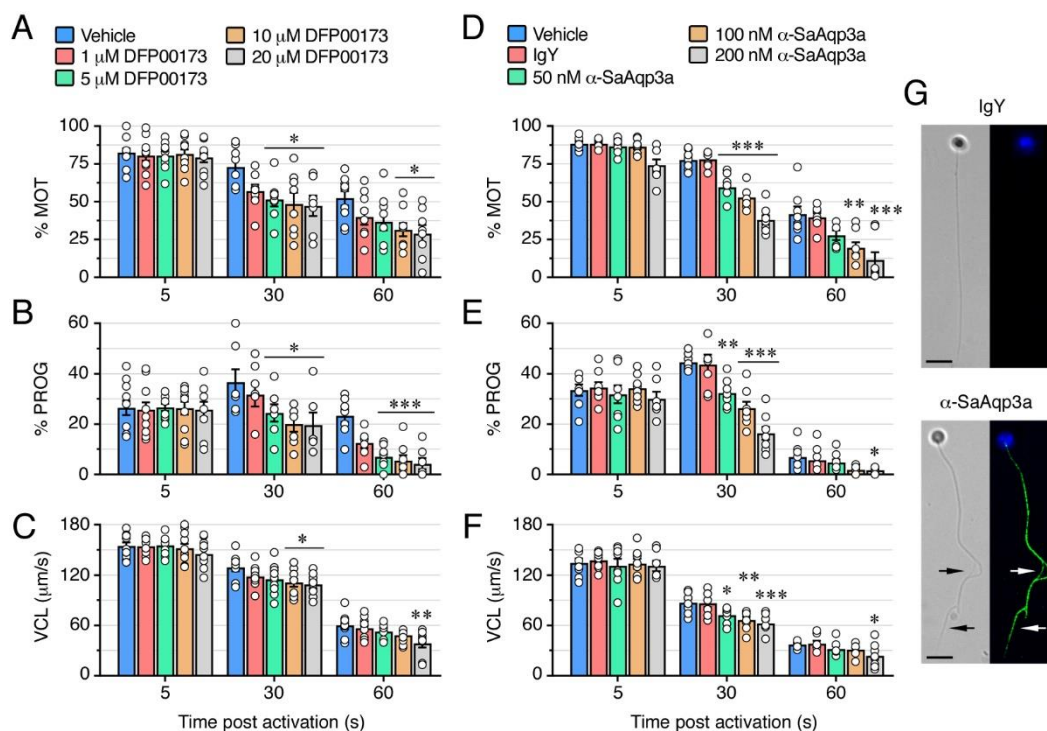 A
Vehicle
1 μM DFP00173
5 μM DFP00173
10 μM DFP00173
20 μM DFP00173
% MOT
100
75
50
25
0
*
*
5 30 60
B
% PROG
60
40
20
0
*
***
5 30 60
C
VCL (μm/s)
180
120
60
0
*
**
5 30 60
Time post activation (s)
D
Vehicle
IgY
50 nM α-SaAqp3a
100 nM α-SaAqp3a
200 nM α-SaAqp3a
% MOT
100
75
50
25
0
***
** ***
5 30 60
E
% PROG
60
40
20
0
** ***
*
5 30 60
F
VCL (μm/s)
180
120
60
0
* ** ***
*
5 30 60
Time post activation (s)
G
IgY
α-SaAqp3a